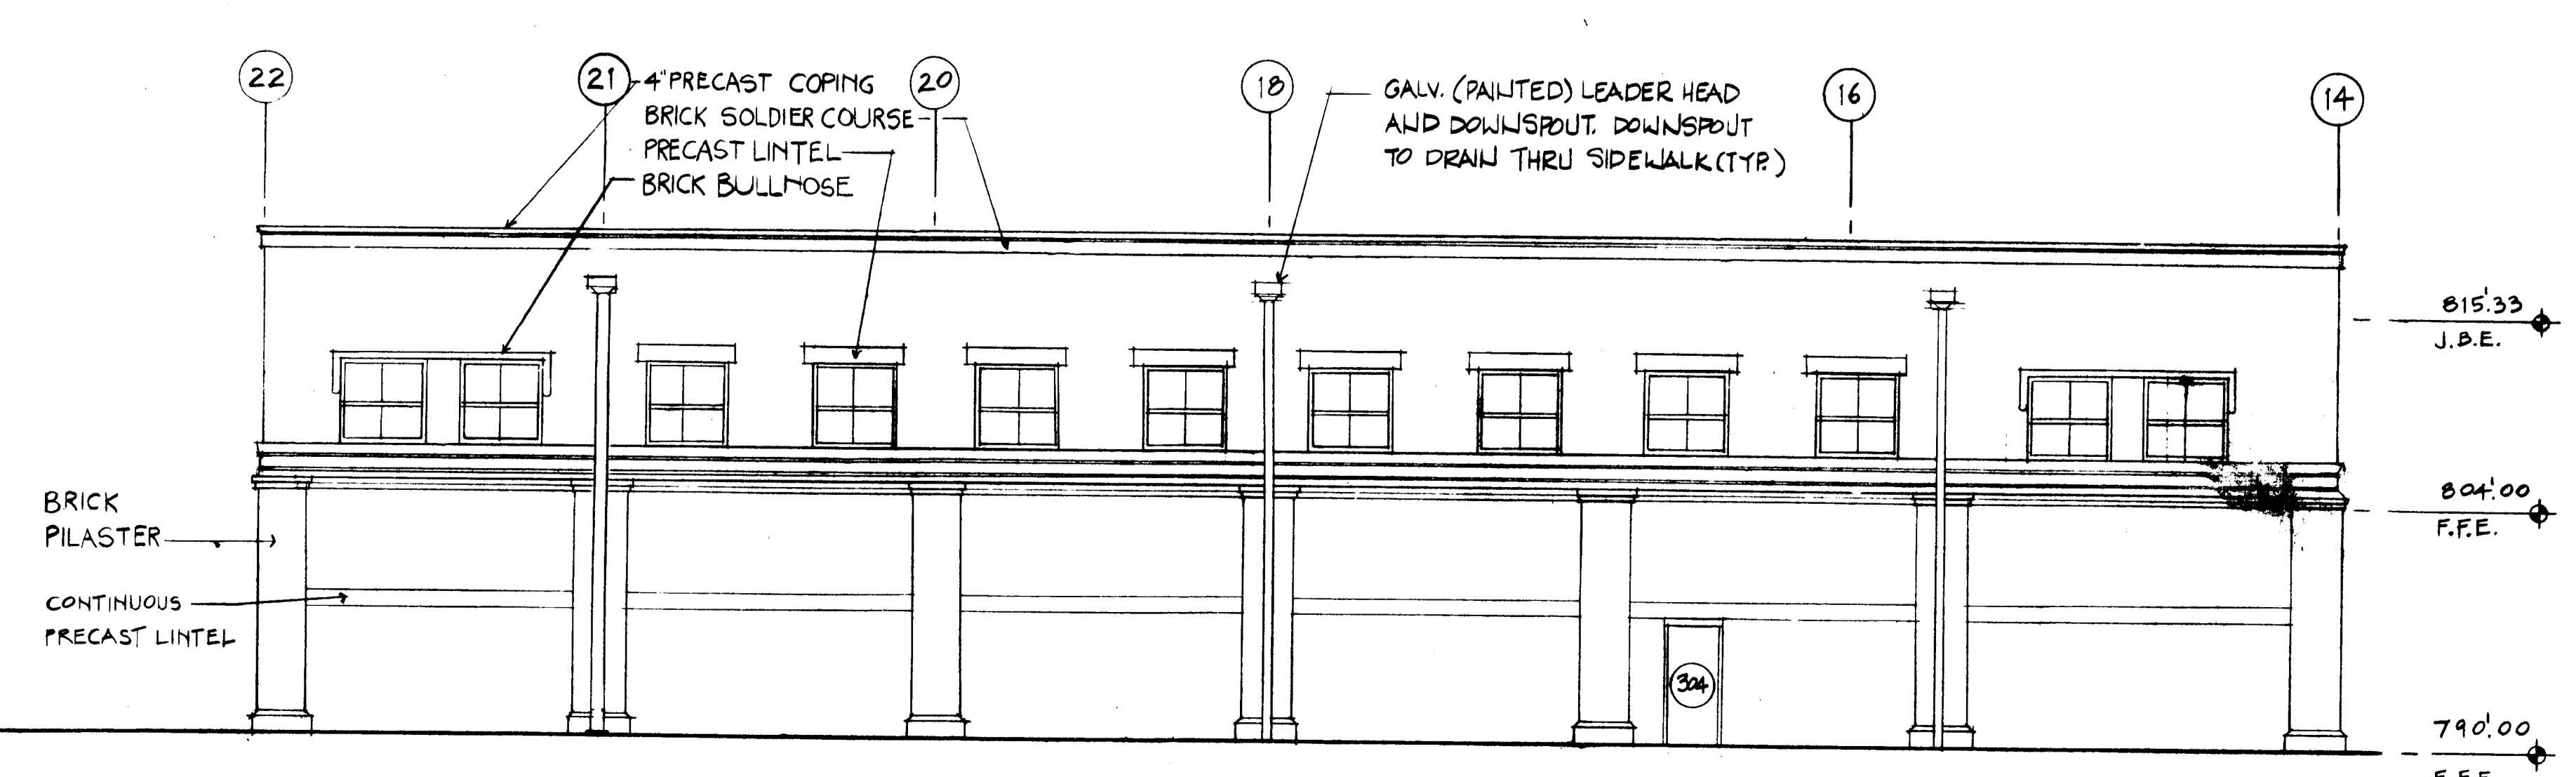 22
21
20
18
16
14
4" PRECAST COPING
BRICK SOLDIER COURSE
PRECAST LINTEL
BRICK BULLNOSE
GALV. (PAINTED) LEADER HEAD
AND DOWNSPOUT. DOWNSPOUT
TO DRAIN THRU SIDEWALK (TYP.)
815.'33
J.B.E.
BRICK
PILASTER
804.'00
F.F.E.
CONTINUOUS
PRECAST LINTEL
304
790.'00